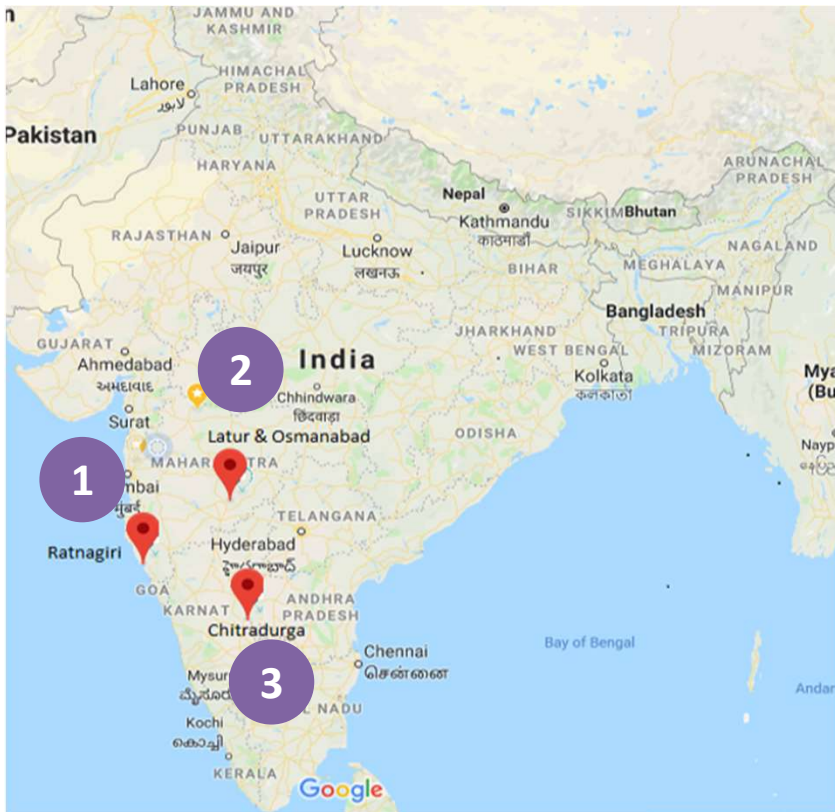 JAMMU AND
KASHMIR
HIMACHAL
PRADESH
Lahore
لاہور
PUNJAB
UTTARAKHAND
Pakistan
HARYANA
ARUNACHAL
PRADESH
UTTAR
PRADESH
Nepal
Kathmandu
काठमाडौं
SIKKIM
Bhutan
RAJASTHAN
Jaipur
जयपुर
Lucknow
लखनऊ
NAGALAND
BIHAR
MEGHALAYA
MANIPUR
Bangladesh
GUJARAT
Ahmedabad
અમદાવાદ
2
India
JHARKHAND
WEST BENGAL
TRIPURA
MIZORAM
Kolkata
কলকাতা
Chhindwara
छिंदवाड़ा
Surat
Latur & Osmanabad
ODISHA
1
MAHARASHTRA
मुंबई
TELANGANA
Ratnagiri
Hyderabad
హైదరాబాద్
GOA
KARNAT
ANDHRA
PRADESH
Chitradurga
Bay of Bengal
Chennai
சென்னை
3
Mysur
ಮೈಸೂರು
L NADU
Kochi
കൊച്ചി
KERALA
Google